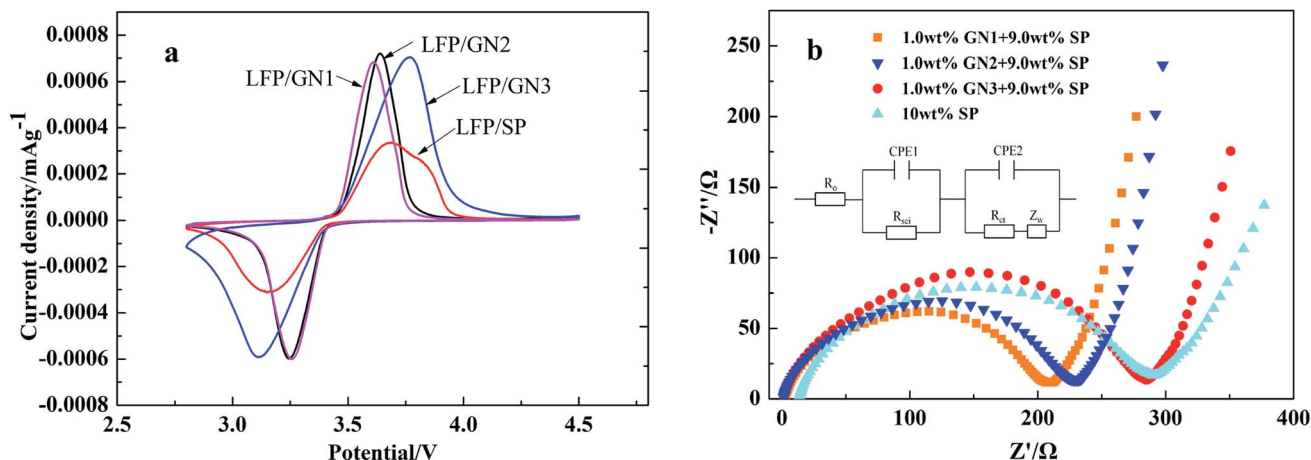 a
LFP/GN2
LFP/GN1
LFP/GN3
LFP/SP
0.0008
0.0006
0.0004
0.0002
0.0000
-0.0002
-0.0004
-0.0006
-0.0008
Current density/mAg-1
2.5
3.0
3.5
4.0
4.5
Potential/V
b
1.0wt% GN1+9.0wt% SP
1.0wt% GN2+9.0wt% SP
1.0wt% GN3+9.0wt% SP
10wt% SP
CPE1
CPE2
Ro
Rsei
Rct
Zw
250
200
150
100
50
0
-Z''/Ω
0
100
200
300
400
Z'/Ω